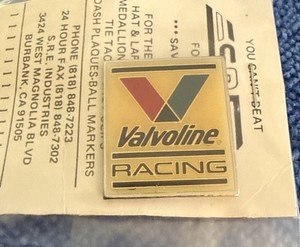 YOU CAN'T BEAT
... SAV
FOR THE
HAT & LAP
TIE TAC
MEDALLION
DASH PLAQUES-BALL MARKERS
PHONE (818) 848-7223
24 HOUR FAX (818) 848-7302
S.R.E. INDUSTRIES
3424 WEST MAGNOLIA BLVD
BURBANK, CA 91505
Valvoline
RACING